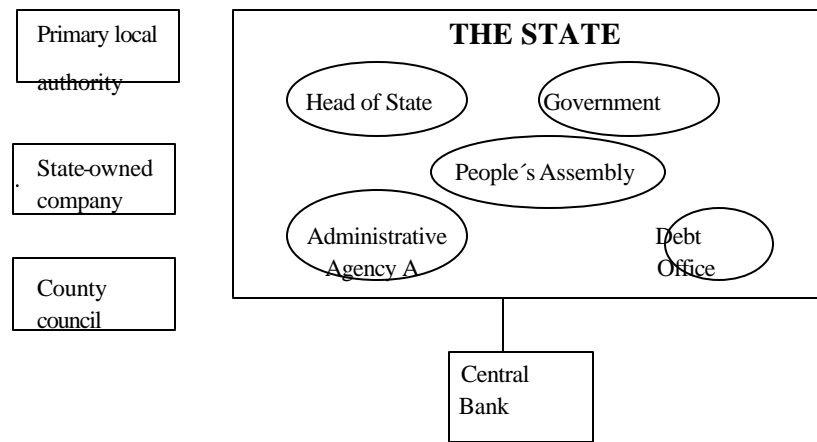 Primary local
authority
THE STATE
Head of State
Government
People´s Assembly
State-owned
company
.
Administrative
Agency A
Debt
Office
County
council
Central
Bank